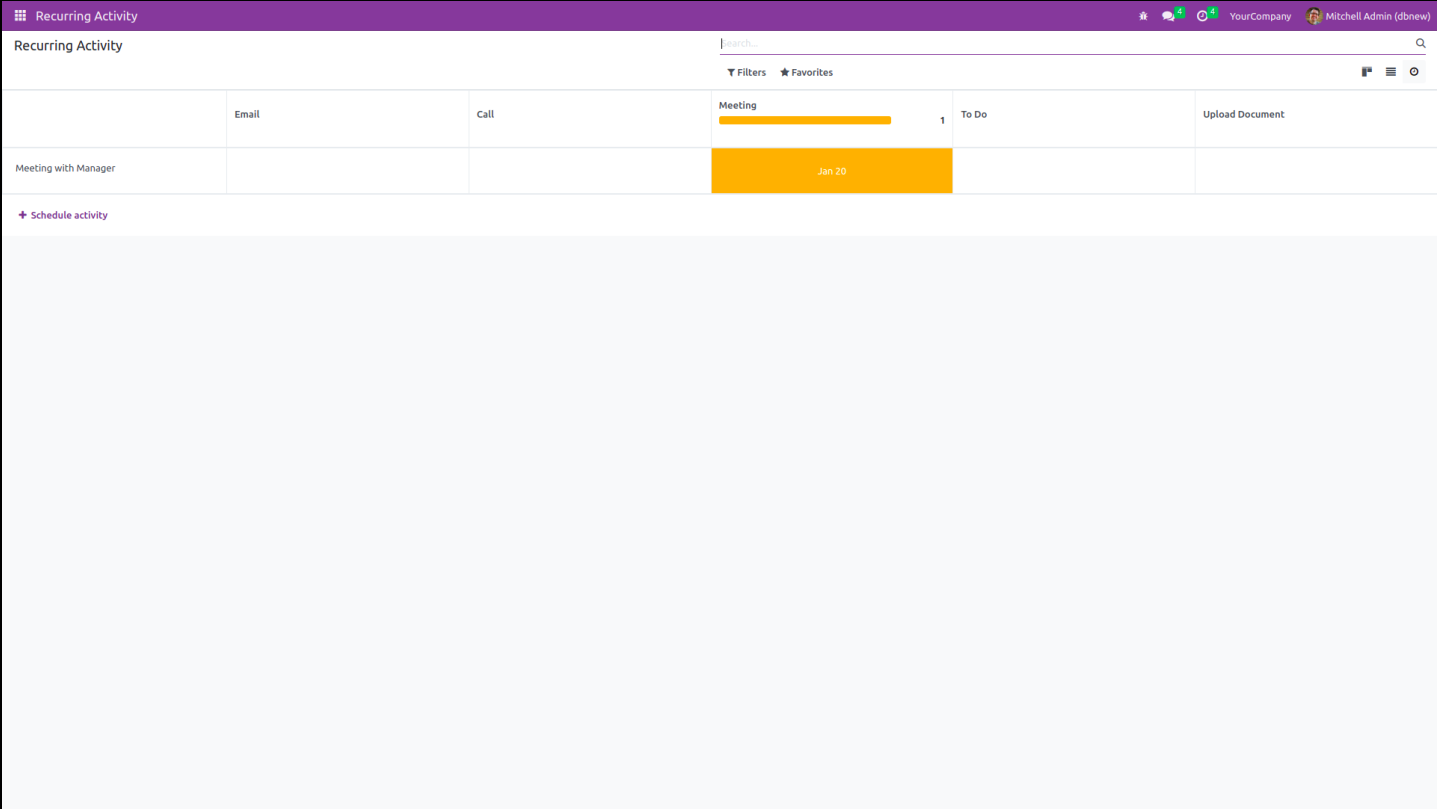 Recurring Activity
4
4
YourCompany
Mitchell Admin (dbnew)
Recurring Activity
Search...
Filters
Favorites
Email
Call
Meeting
1
To Do
Upload Document
Meeting with Manager
Jan 20
+ Schedule activity